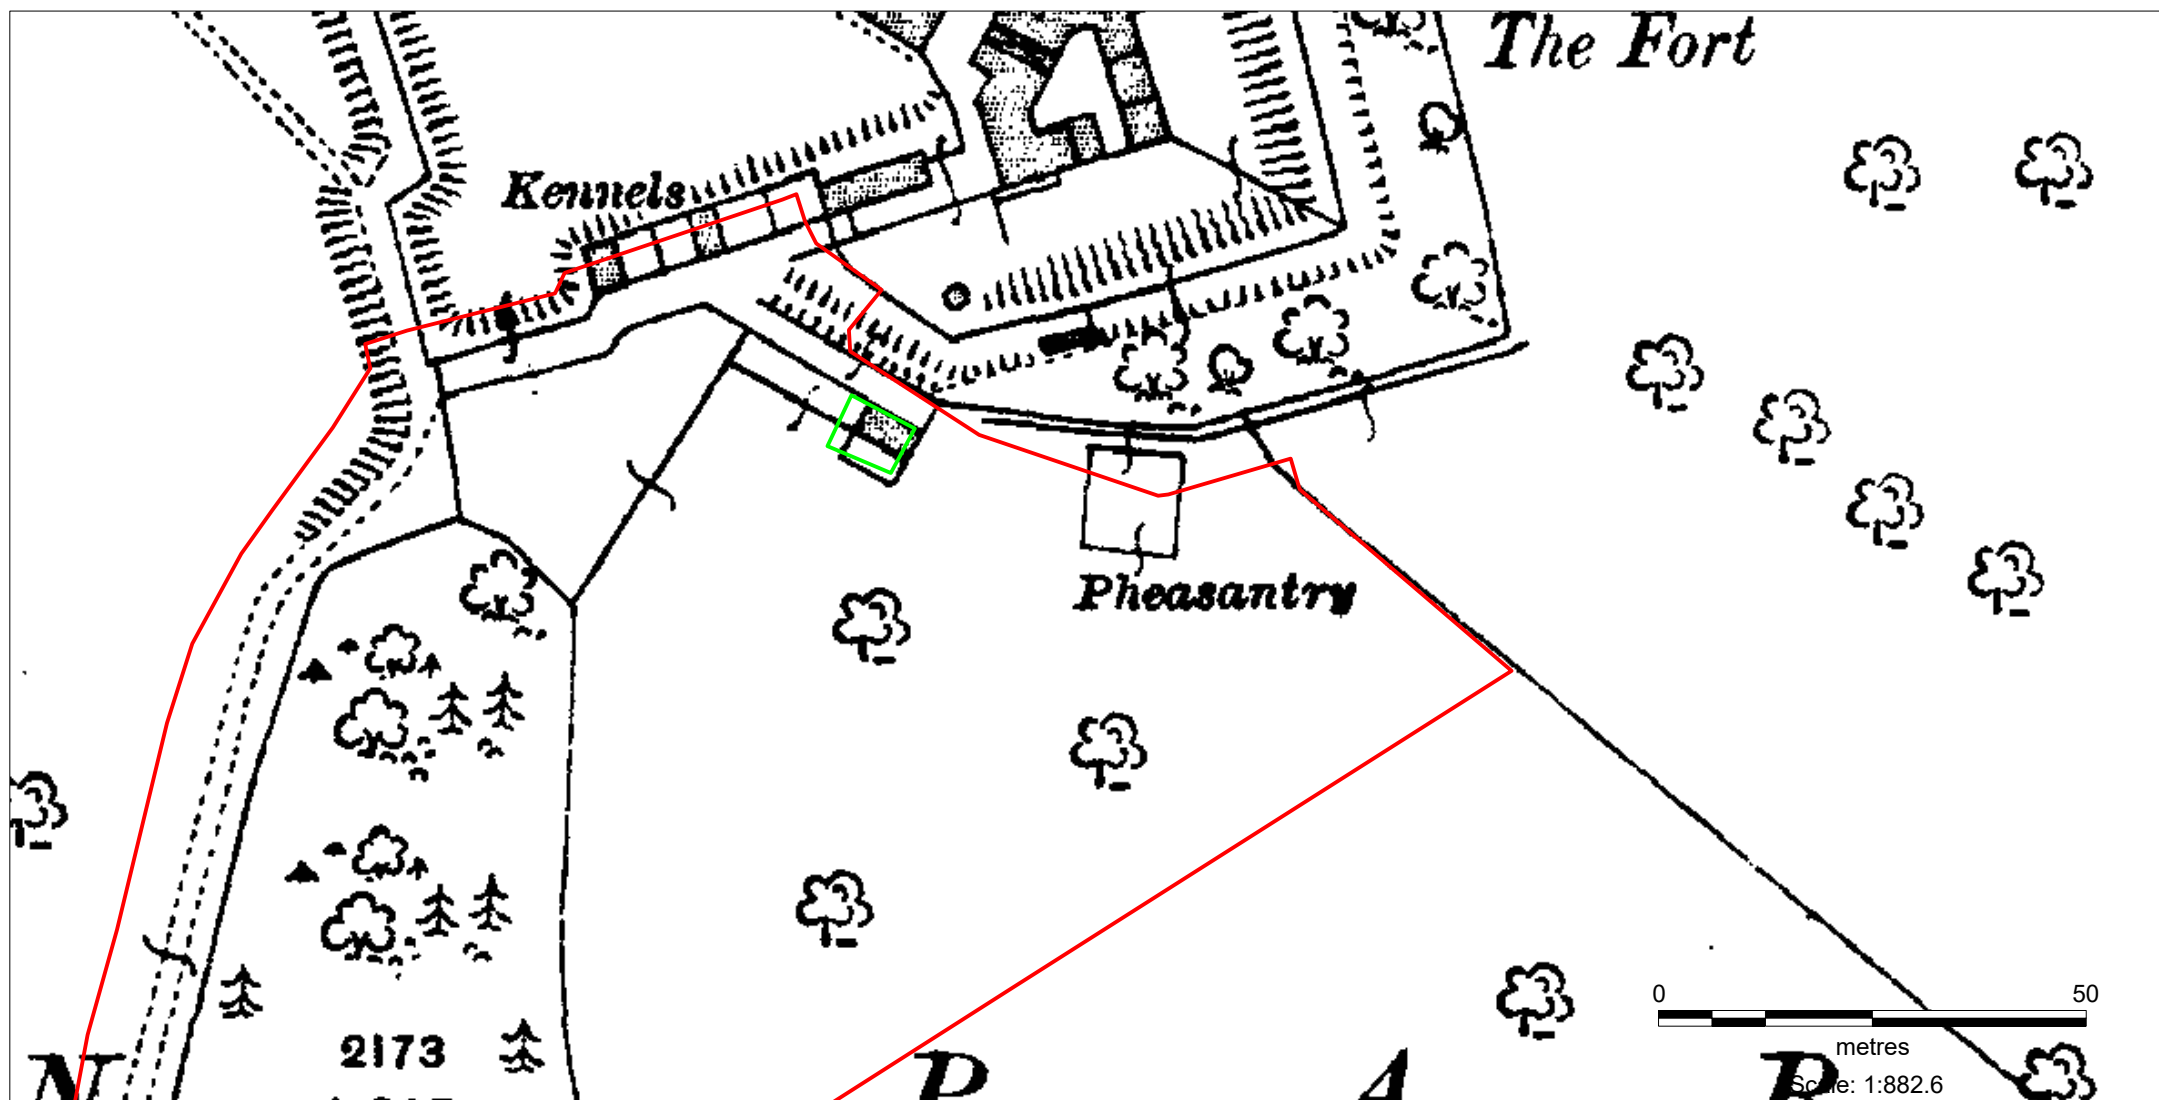 The Fort
Kennels
Pheasantry
0 50
metres
Scale: 1:882.6
2173
N P A R